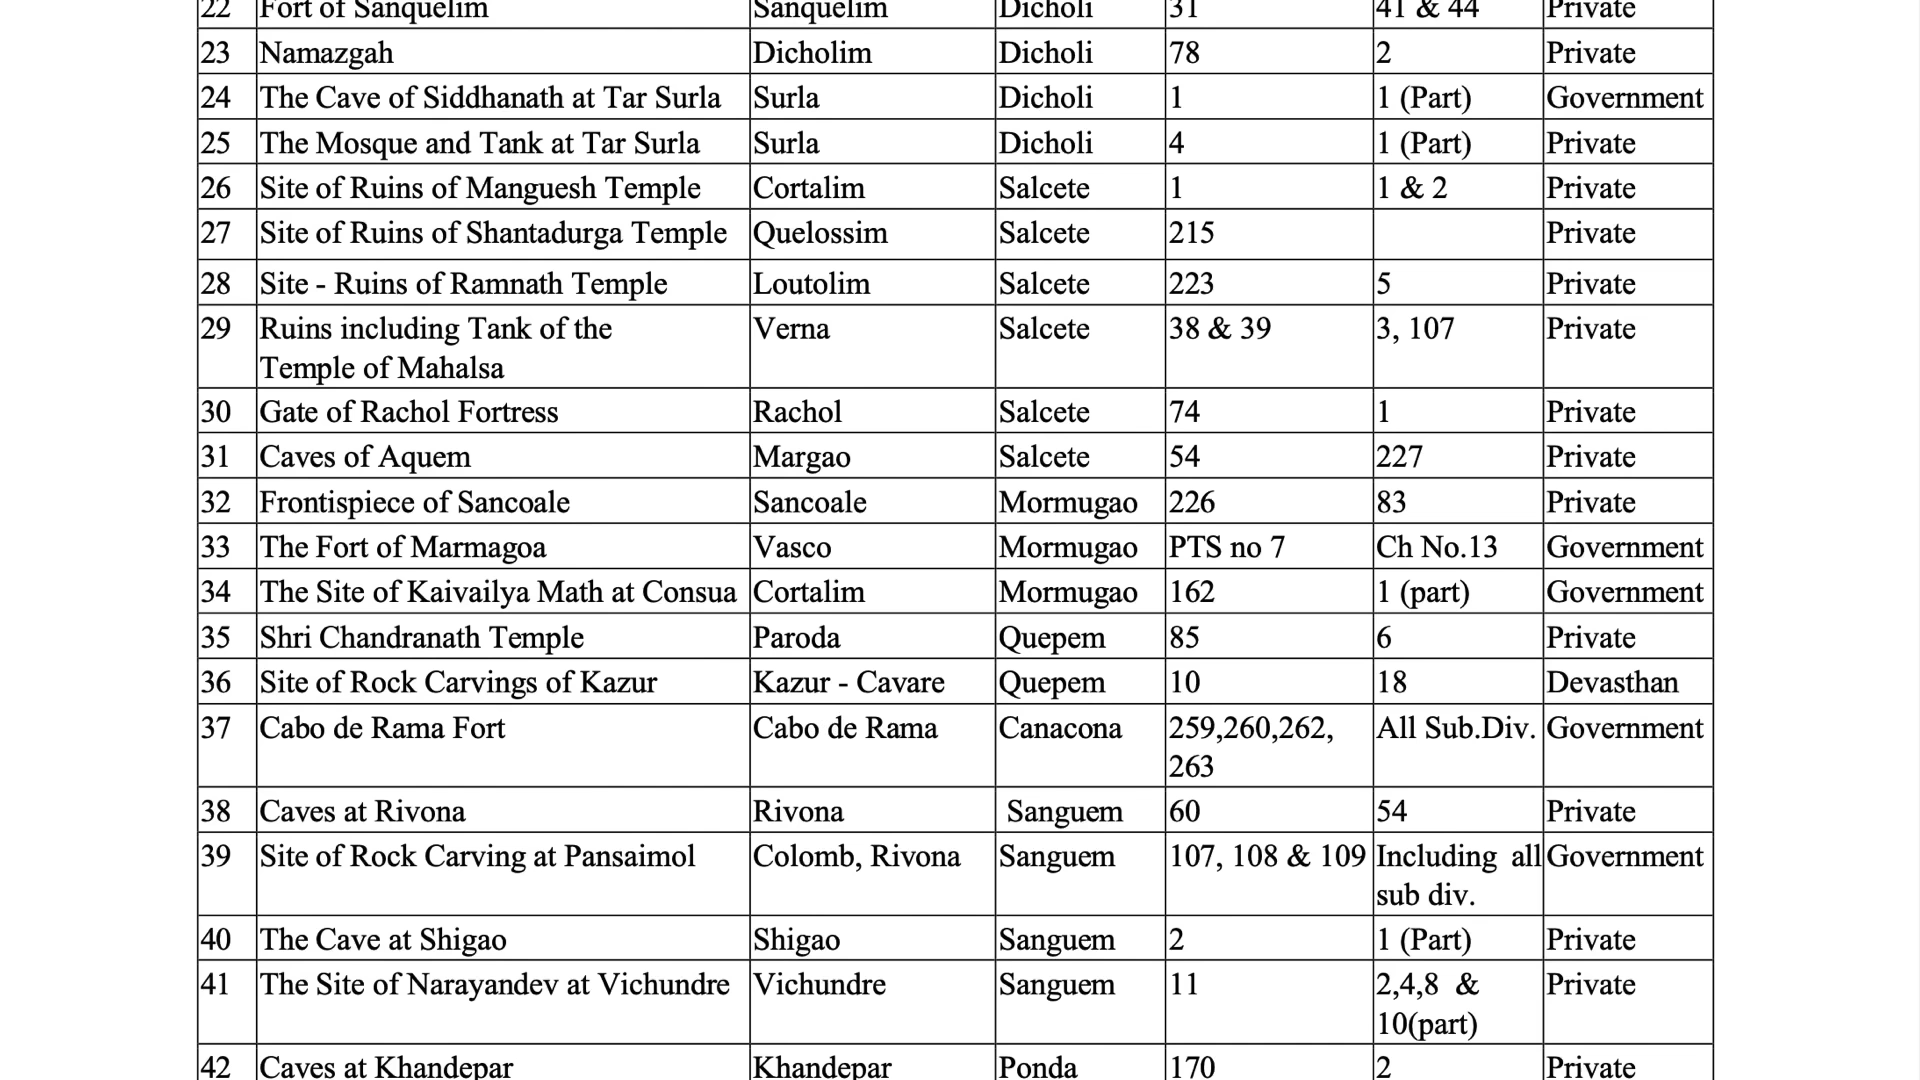 22 Fort of Sanquelim Sanquelim Dicholi 31 41 & 44 Private
23 Namazgah Dicholim Dicholi 78 2 Private
24 The Cave of Siddhanath at Tar Surla Surla Dicholi 1 1 (Part) Government
25 The Mosque and Tank at Tar Surla Surla Dicholi 4 1 (Part) Private
26 Site of Ruins of Manguesh Temple Cortalim Salcete 1 1 & 2 Private
27 Site of Ruins of Shantadurga Temple Quelossim Salcete 215 Private
28 Site - Ruins of Ramnath Temple Loutolim Salcete 223 5 Private
29 Ruins including Tank of the Verna Salcete 38 & 39 3, 107 Private
Temple of Mahalsa
30 Gate of Rachol Fortress Rachol Salcete 74 1 Private
31 Caves of Aquem Margao Salcete 54 227 Private
32 Frontispiece of Sancoale Sancoale Mormugao 226 83 Private
33 The Fort of Marmagoa Vasco Mormugao PTS no 7 Ch No.13 Government
34 The Site of Kaivailya Math at Consua Cortalim Mormugao 162 1 (part) Government
35 Shri Chandranath Temple Paroda Quepem 85 6 Private
36 Site of Rock Carvings of Kazur Kazur - Cavare Quepem 10 18 Devasthan
37 Cabo de Rama Fort Cabo de Rama Canacona 259,260,262, All Sub.Div. Government
263
38 Caves at Rivona Rivona Sanguem 60 54 Private
39 Site of Rock Carving at Pansaimol Colomb, Rivona Sanguem 107, 108 & 109 Including all Government
sub div.
40 The Cave at Shigao Shigao Sanguem 2 1 (Part) Private
41 The Site of Narayandev at Vichundre Vichundre Sanguem 11 2,4,8 & Private
10(part)
42 Caves at Khandepar Khandepar Ponda 170 2 Private